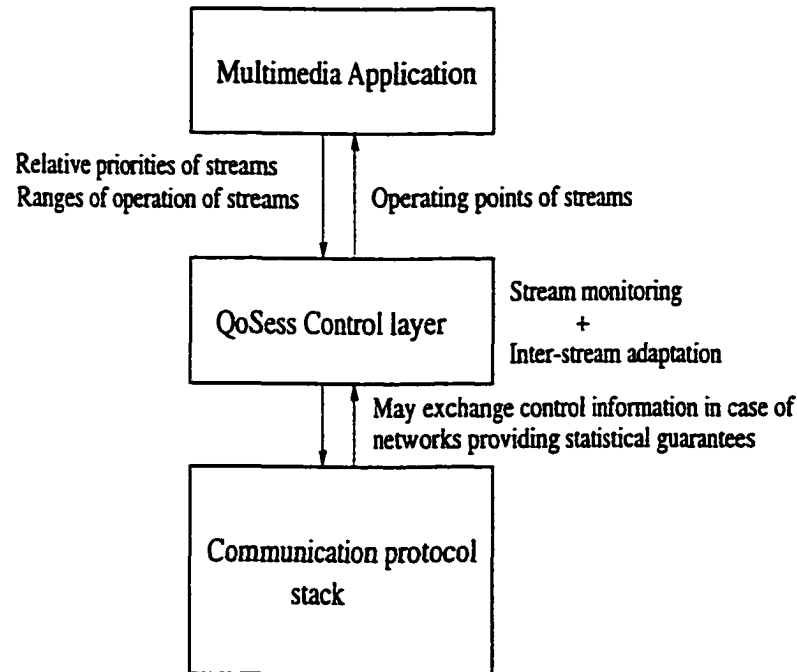 Multimedia Application
Relative priorities of streams
Ranges of operation of streams
Operating points of streams
QoSess Control layer
Stream monitoring
+
Inter-stream adaptation
May exchange control information in case of
networks providing statistical guarantees
Communication protocol
stack